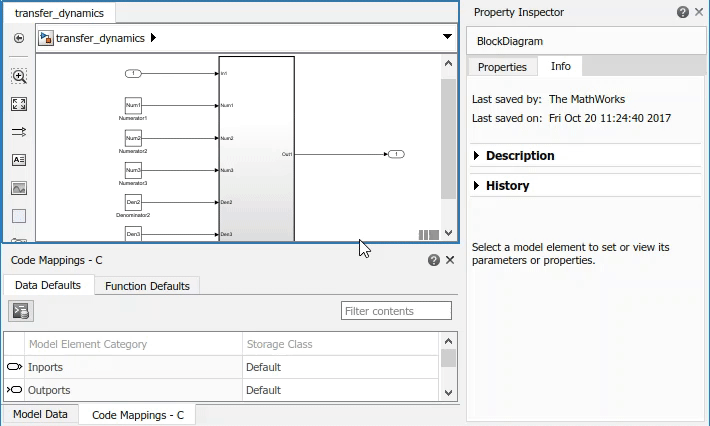 transfer_dynamics
transfer_dynamics
1
In1
Num1
Num1
Numerator1
Num2
Num2
Numerator2
Num3
Num3
Numerator3
Out1
1
Den2
Den2
Denominator2
Den3
Den3
Code Mappings - C
Data Defaults
Function Defaults
Filter contents
Model Element Category
Storage Class
Inports
Default
Outports
Default
Model Data
Code Mappings - C
Property Inspector
BlockDiagram
Properties
Info
Last saved by: The MathWorks
Last saved on: Fri Oct 20 11:24:40 2017
Description
History
Select a model element to set or view its
parameters or properties.